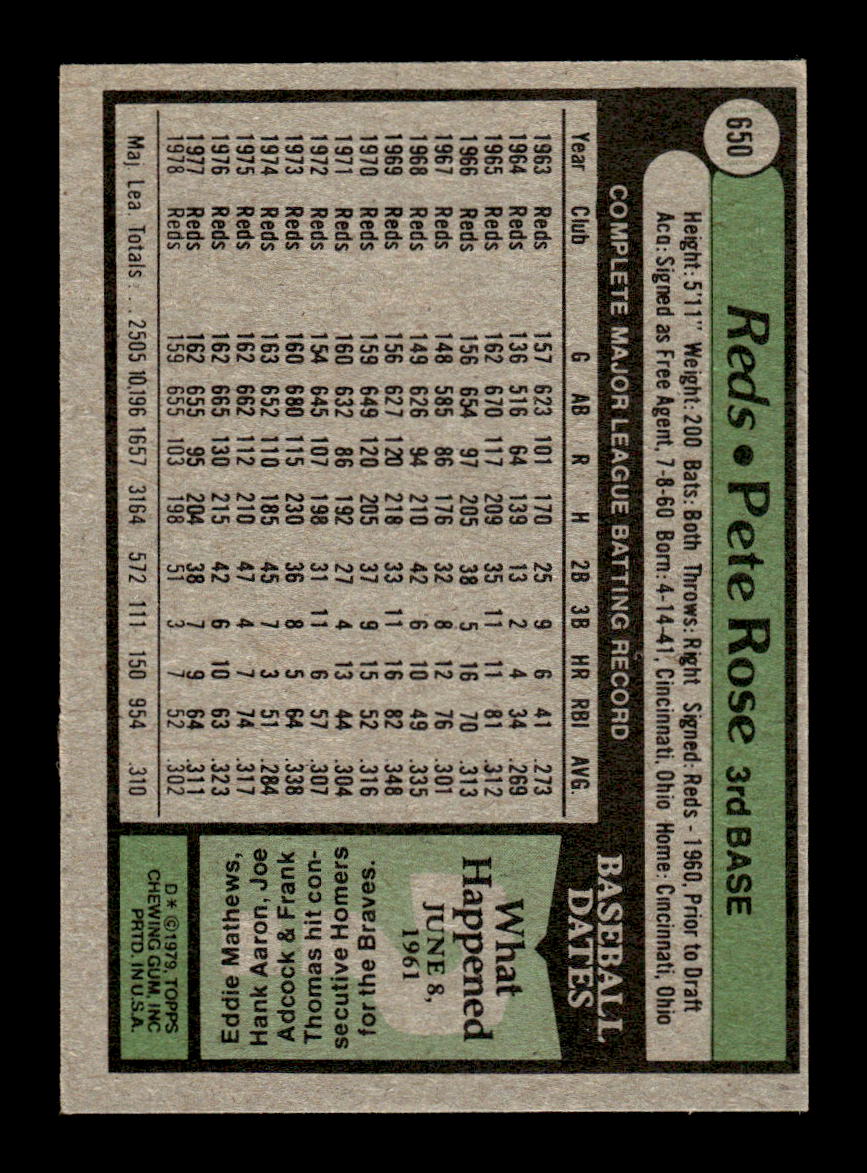 650
Reds • Pete Rose 3rd BASE
Height: 5'11" Weight: 200 Bats: Both Throws: Right Signed: Reds - 1960, Prior to Draft
Acq: Signed as Free Agent, 7-8-60 Born: 4-14-41, Cincinnati, Ohio Home: Cincinnati, Ohio
COMPLETE MAJOR LEAGUE BATTING RECORD
Year Club G AB R H 2B 3B HR RBI AVG.
1963 Reds 157 623 101 170 25 9 6 41 .273
1964 Reds 136 516 64 139 13 2 4 34 .269
1965 Reds 162 670 117 209 35 11 11 81 .312
1966 Reds 156 654 97 205 38 5 16 70 .313
1967 Reds 148 585 86 176 32 8 12 76 .301
1968 Reds 149 626 94 210 42 6 10 49 .335
1969 Reds 156 627 120 218 33 11 16 82 .348
1970 Reds 159 649 120 205 37 9 15 52 .316
1971 Reds 160 632 86 192 27 4 13 44 .304
1972 Reds 154 645 107 198 31 11 6 57 .307
1973 Reds 160 680 115 230 36 8 5 64 .338
1974 Reds 163 652 110 185 45 7 3 51 .284
1975 Reds 162 662 112 210 47 4 7 74 .317
1976 Reds 162 665 130 215 42 6 10 63 .323
1977 Reds 162 655 95 204 38 7 9 64 .311
1978 Reds 159 655 103 198 51 3 7 52 .302
Maj. Lea Totals . . . 2505 10,196 1657 3164 572 111 150 954 .310
BASEBALL
DATES
What
Happened
JUNE 8,
1961
Eddie Mathews,
Hank Aaron, Joe
Adcock & Frank
Thomas hit con-
secutive Homers
for the Braves.
D* ©1979, TOPPS
CHEWING GUM, INC
PRTD. IN U.S.A.